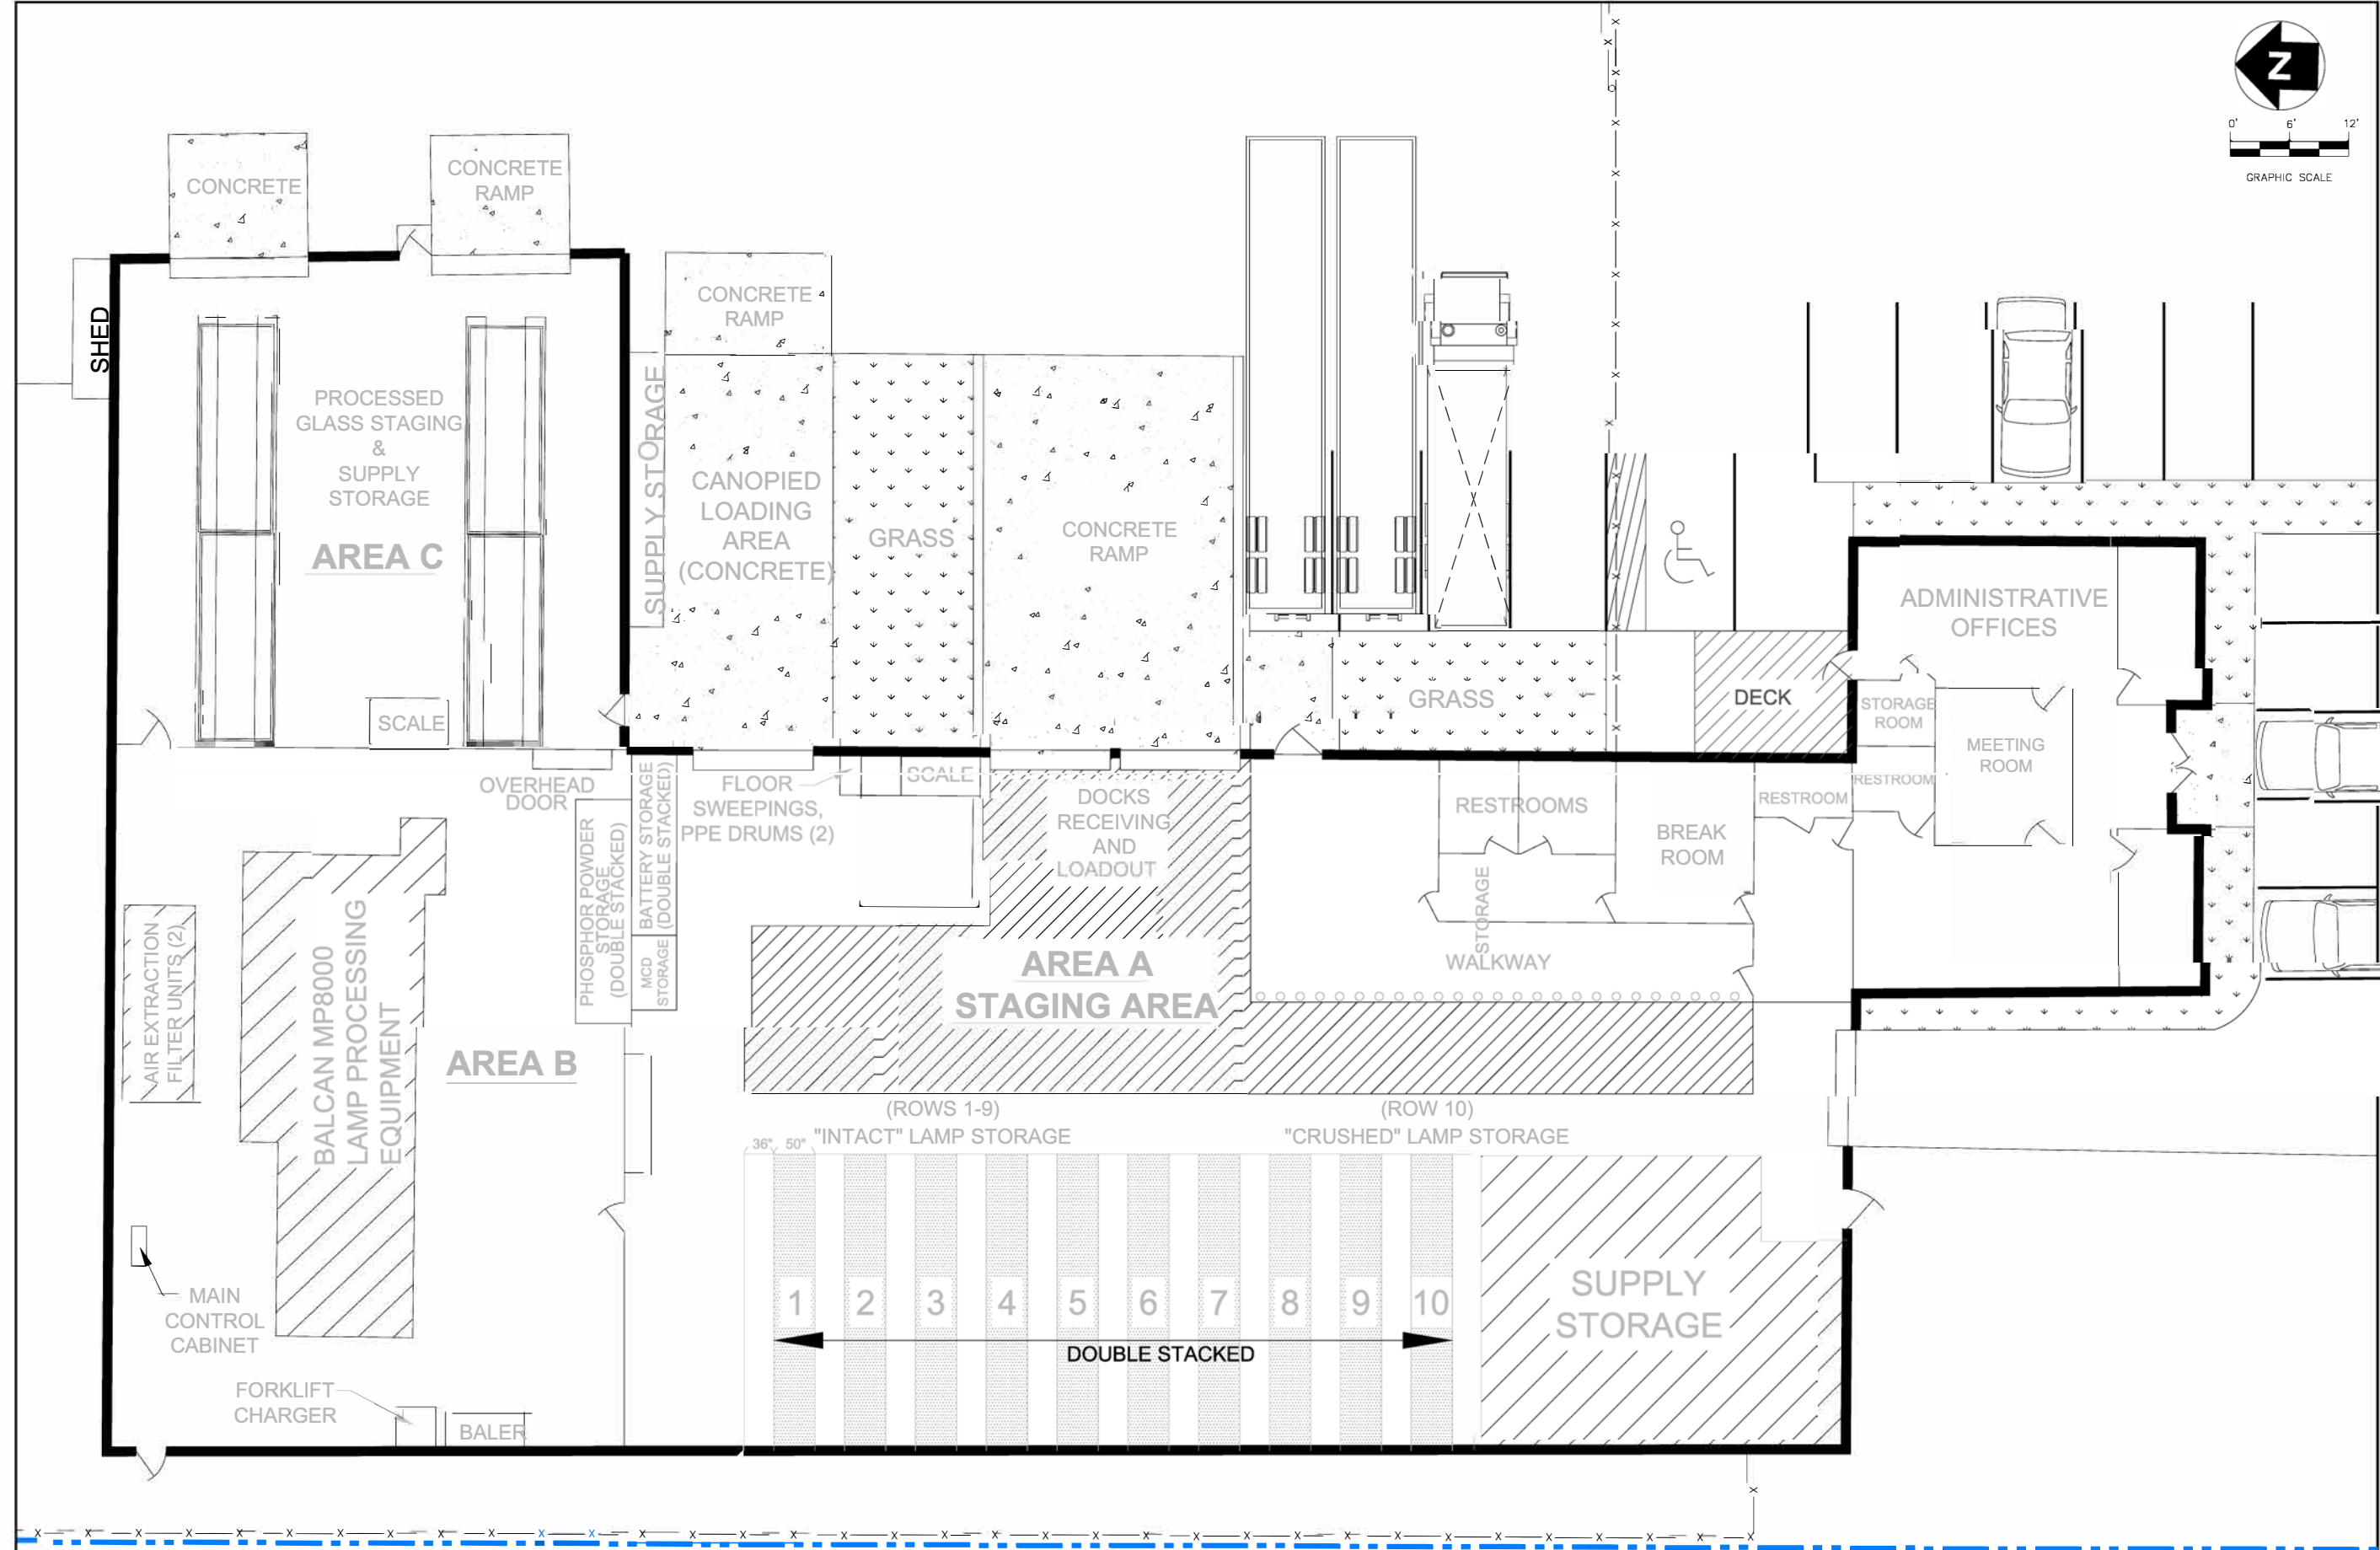 Z
0' 6' 12'
GRAPHIC SCALE
CONCRETE
CONCRETE
RAMP
CONCRETE
RAMP
SHED
PROCESSED
GLASS STAGING
&
SUPPLY
STORAGE
AREA C
SCALE
SUPPLY STORAGE
CANOPIED
LOADING
AREA
(CONCRETE)
GRASS
CONCRETE
RAMP
GRASS
DECK
ADMINISTRATIVE
OFFICES
STORAGE
ROOM
MEETING
ROOM
RESTROOM
RESTROOM
RESTROOMS
BREAK
ROOM
STORAGE
WALKWAY
OVERHEAD
DOOR
PHOSPHOR POWDER
STORAGE
(DOUBLE STACKED)
BATTERY STORAGE
(DOUBLE STACKED)
MCD
STORAGE
FLOOR
SWEEPINGS,
PPE DRUMS (2)
SCALE
DOCKS
RECEIVING
AND
LOADOUT
AREA A
STAGING AREA
AIR EXTRACTION
FILTER UNITS (2)
BALCAN MP8000
LAMP PROCESSING
EQUIPMENT
AREA B
(ROWS 1-9)
"INTACT" LAMP STORAGE
(ROW 10)
"CRUSHED" LAMP STORAGE
36" 50"
1 2 3 4 5 6 7 8 9 10
DOUBLE STACKED
SUPPLY
STORAGE
MAIN
CONTROL
CABINET
FORKLIFT
CHARGER
BALER